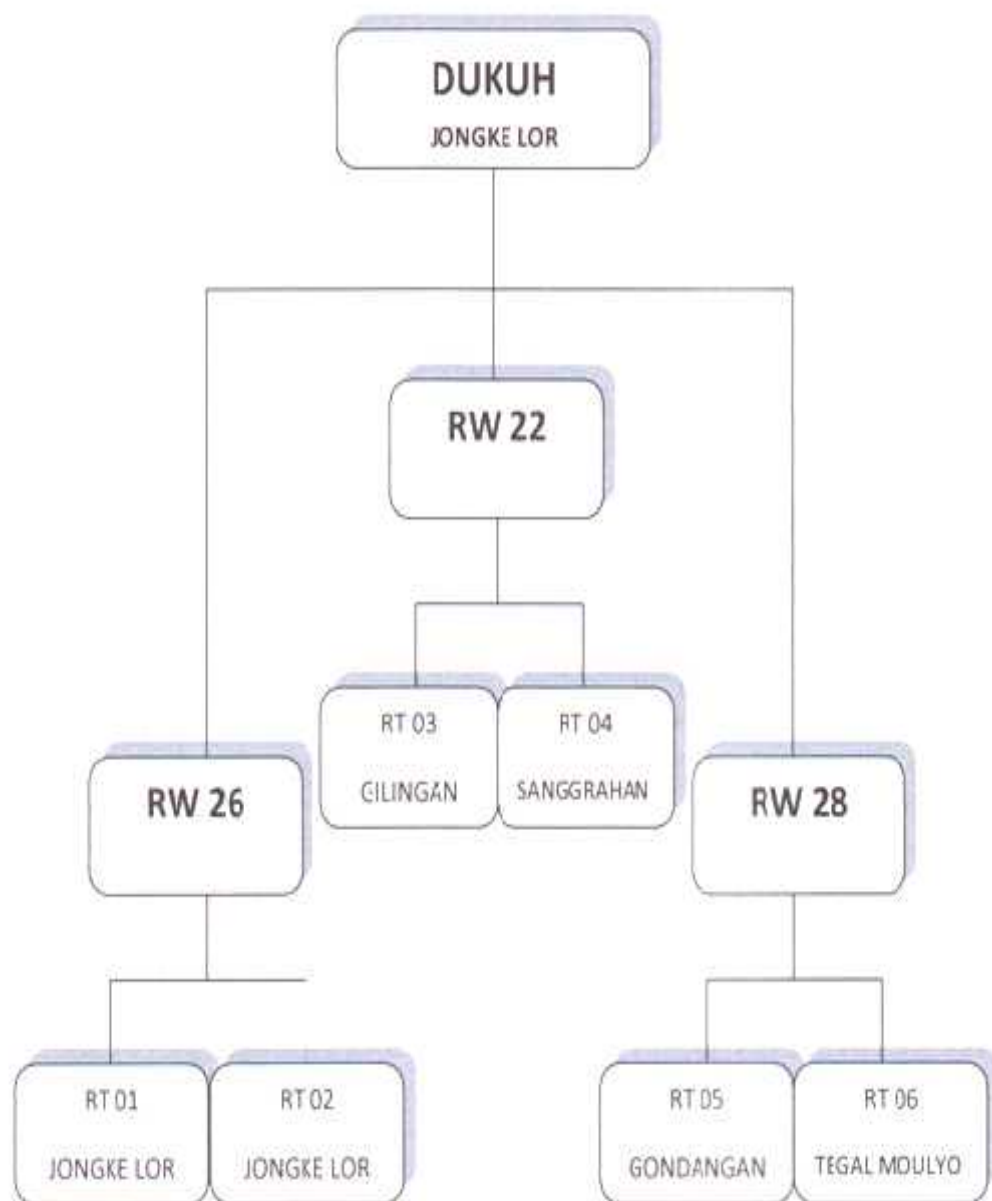 DUKUH
JONGKE LOR
RW 22
RT 03
CILINGAN
RT 04
SANGGRAHAN
RW 26
RW 28
RT 01
JONGKE LOR
RT 02
JONGKE LOR
RT 05
GONDANGAN
RT 06
TEGAL MOULYO